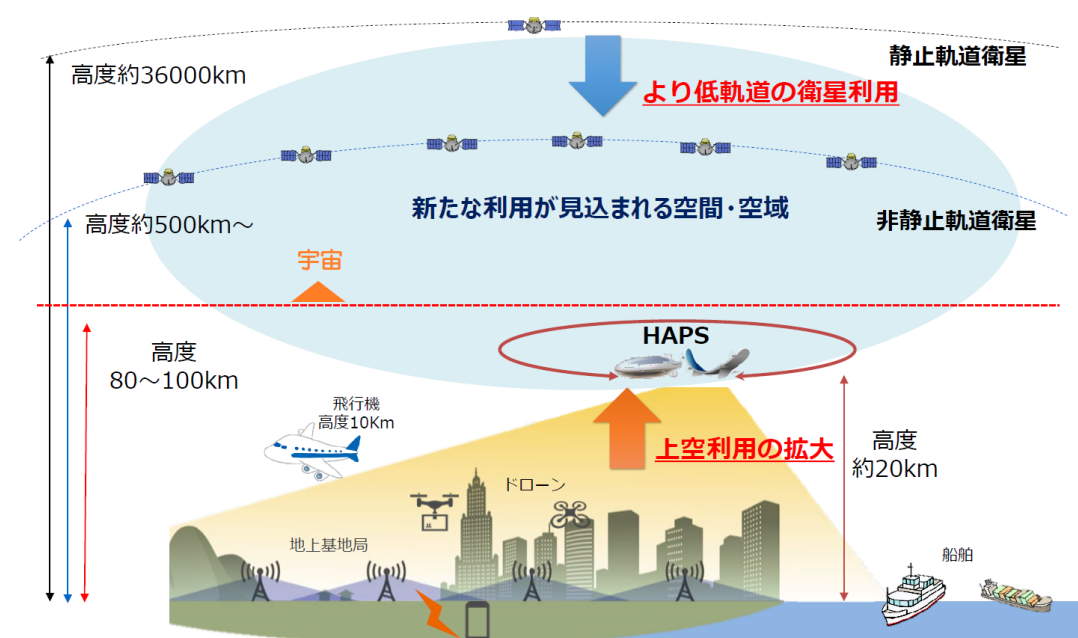 静止軌道衛星
高度約36000km
より低軌道の衛星利用
新たな利用が見込まれる空間・空域
高度約500km～
非静止軌道衛星
宇宙
HAPS
高度
80～100km
飛行機
高度10Km
上空利用の拡大
高度
約20km
ドローン
地上基地局
船舶